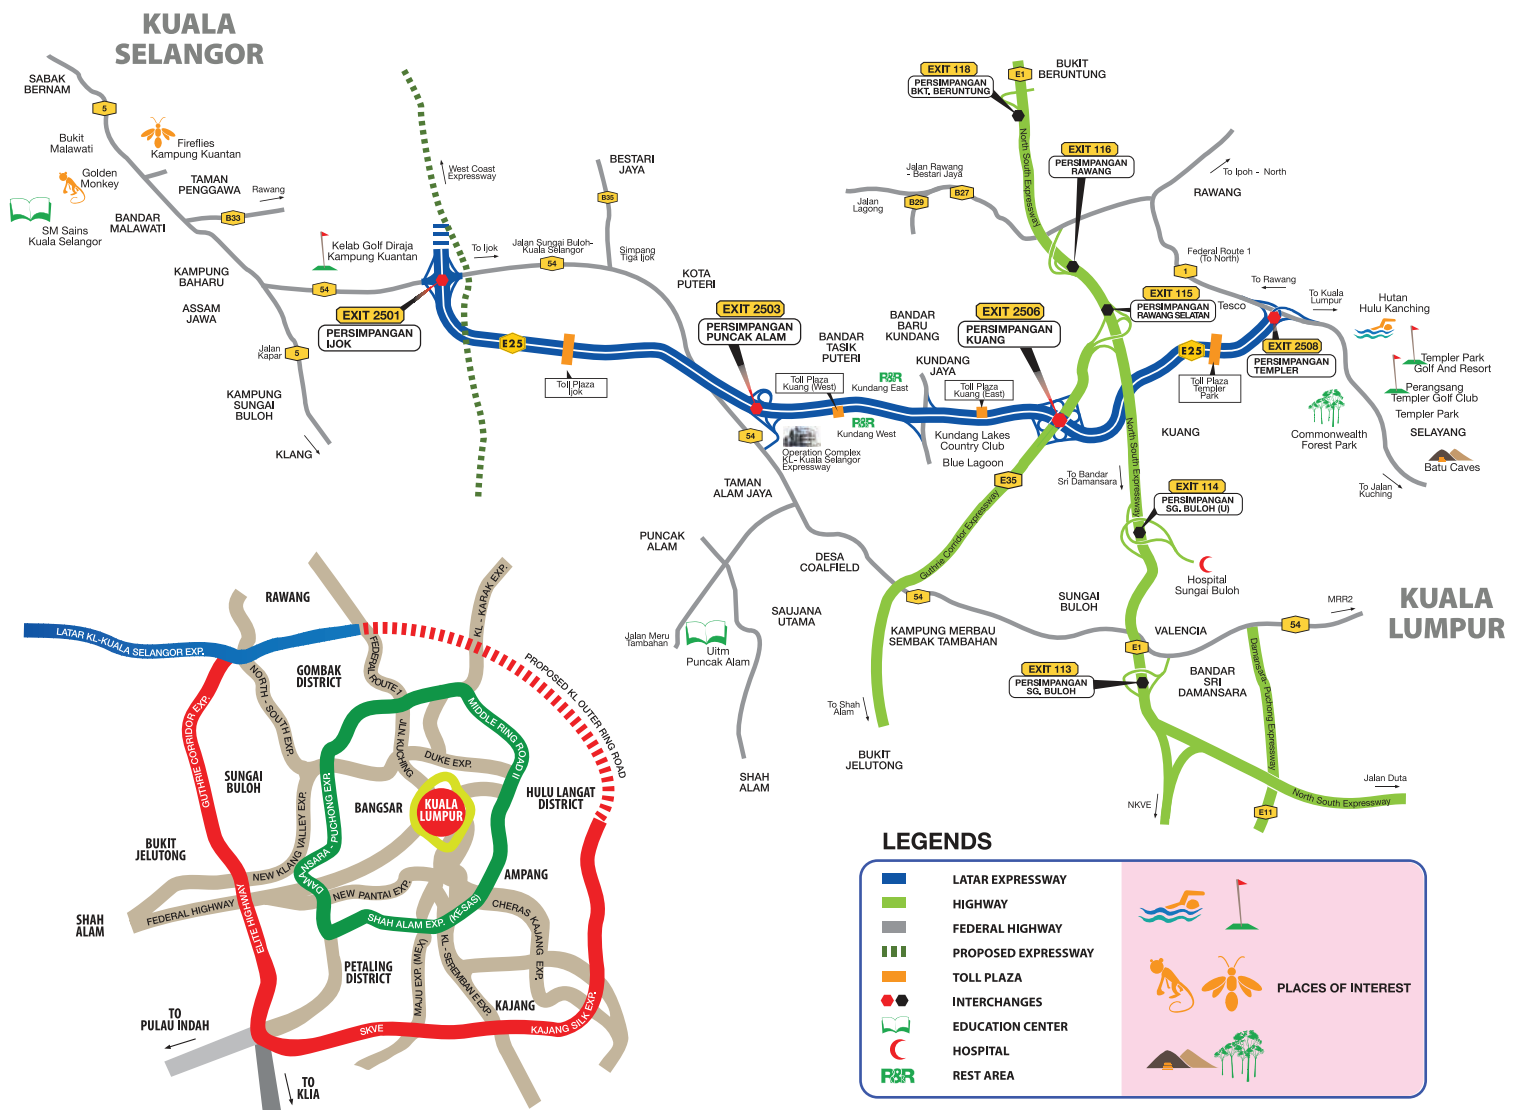 KUALA
SELANGOR
SABAK
BERNAM
5
Bukit
Malawati
Fireflies
Kampung Kuantan
Golden
Monkey
TAMAN
PENGGAWA
Rawang
B33
SM Sains
Kuala Selangor
BANDAR
MALAWATI
KAMPUNG
BAHARU
ASSAM
JAWA
Jalan
Kapar
5
KAMPUNG
SUNGAI
BULOH
KLANG
Kelab Golf Diraja
Kampung Kuantan
54
EXIT 2501
PERSIMPANGAN
IJOK
West Coast
Expressway
To Ijok
Jalan Sungai Buloh-
Kuala Selangor
54
BESTARI
JAYA
B35
Simpang
Tiga Ijok
E25
Toll Plaza
Ijok
KOTA
PUTERI
EXIT 2503
PERSIMPANGAN
PUNCAK ALAM
54
BANDAR
TASIK
PUTERI
Toll Plaza
Kuang (West)
R&R
Kundang East
R&R
Kundang West
Operation Complex
KL- Kuala Selangor
Expressway
BANDAR
BARU
KUNDANG
KUNDANG
JAYA
Toll Plaza
Kuang (East)
Kundang Lakes
Country Club
Blue Lagoon
EXIT 2506
PERSIMPANGAN
KUANG
E35
Guthrie Corridor Expressway
EXIT 118
PERSIMPANGAN
BKT. BERUNTUNG
E1
BUKIT
BERUNTUNG
North South Expressway
EXIT 116
PERSIMPANGAN
RAWANG
Jalan Rawang
- Bestari Jaya
B27
B29
Jalan
Lagong
To Ipoh - North
RAWANG
Federal Route 1
(To North)
1
To Rawang
EXIT 115
PERSIMPANGAN
RAWANG SELATAN
Tesco
To Kuala
Lumpur
E25
Toll Plaza
Templer
Park
EXIT 2508
PERSIMPANGAN
TEMPLER
Hutan
Hulu Kanching
Templer Park
Golf And Resort
Perangsang
Templer Golf Club
Templer Park
Commonwealth
Forest Park
SELAYANG
Batu Caves
To Jalan
Kuching
KUANG
North South Expressway
To Bandar
Sri Damansara
EXIT 114
PERSIMPANGAN
SG. BULOH (U)
Hospital
Sungai Buloh
TAMAN
ALAM JAYA
PUNCAK
ALAM
DESA
COALFIELD
SAUJANA
UTAMA
Jalan Meru
Tambahan
Uitm
Puncak Alam
SHAH
ALAM
54
KAMPUNG MERBAU
SEMBAK TAMBAHAN
To Shah
Alam
BUKIT
JELUTONG
SUNGAI
BULOH
VALENCIA
E1
54
MRR2
KUALA
LUMPUR
EXIT 113
PERSIMPANGAN
SG. BULOH
BANDAR
SRI
DAMANSARA
Damansara- Puchong Expressway
E11
NKVE
North South Expressway
Jalan Duta
RAWANG
LATAR KL-KUALA SELANGOR EXP.
KL - KARAK EXP.
FEDERAL ROUTE 1
PROPOSED KL OUTER RING ROAD
GOMBAK
DISTRICT
NORTH - SOUTH EXP.
GUTHRIE CORRIDOR EXP.
JLN. KUCHING
MIDDLE RING ROAD II
DUKE EXP.
SUNGAI
BULOH
DAMANSARA - PUCHONG EXP.
BANGSAR
KUALA
LUMPUR
HULU LANGAT
DISTRICT
BUKIT
JELUTONG
NEW KLANG VALLEY EXP.
AMPANG
NEW PANTAI EXP.
SHAH
ALAM
FEDERAL HIGHWAY
ELITE HIGHWAY
SHAH ALAM EXP. (KESAS)
CHERAS KAJANG EXP.
PETALING
DISTRICT
MAJU EXP. (MEX)
KL - SEREMBAN EXP.
KAJANG
TO
PULAU INDAH
SKVE
KAJANG SILK EXP.
TO
KLIA
LEGENDS
LATAR EXPRESSWAY
HIGHWAY
FEDERAL HIGHWAY
PROPOSED EXPRESSWAY
TOLL PLAZA
INTERCHANGES
EDUCATION CENTER
HOSPITAL
R&R
REST AREA
PLACES OF INTEREST